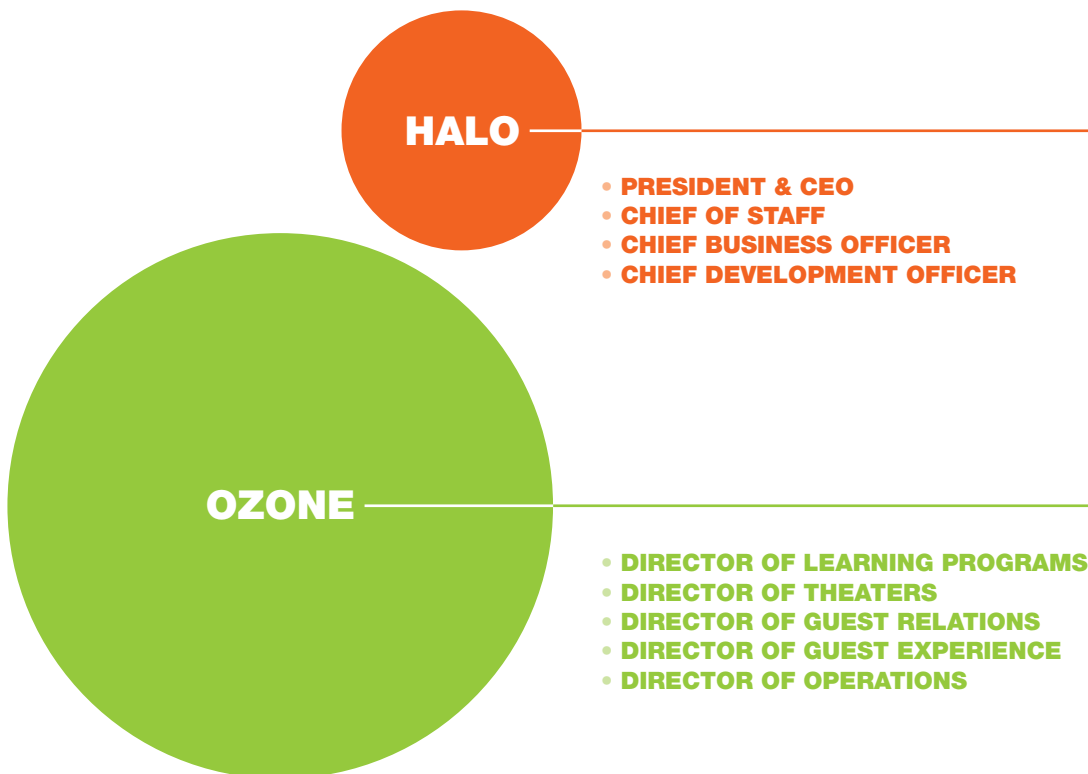 HALO
• PRESIDENT & CEO
• CHIEF OF STAFF
• CHIEF BUSINESS OFFICER
• CHIEF DEVELOPMENT OFFICER
OZONE
• DIRECTOR OF LEARNING PROGRAMS
• DIRECTOR OF THEATERS
• DIRECTOR OF GUEST RELATIONS
• DIRECTOR OF GUEST EXPERIENCE
• DIRECTOR OF OPERATIONS